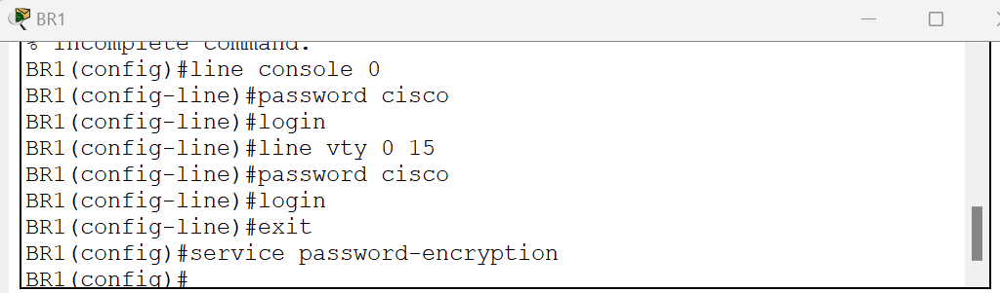 BR1
% Incomplete command.
BR1(config)#line console 0
BR1(config-line)#password cisco
BR1(config-line)#login
BR1(config-line)#line vty 0 15
BR1(config-line)#password cisco
BR1(config-line)#login
BR1(config-line)#exit
BR1(config)#service password-encryption
BR1(config)#